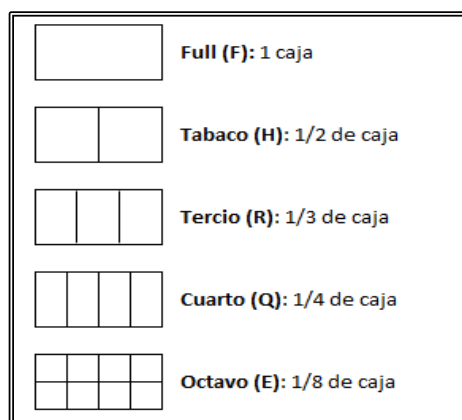 Full (F): 1 caja
Tabaco (H): 1/2 de caja
Tercio (R): 1/3 de caja
Cuarto (Q): 1/4 de caja
Octavo (E): 1/8 de caja